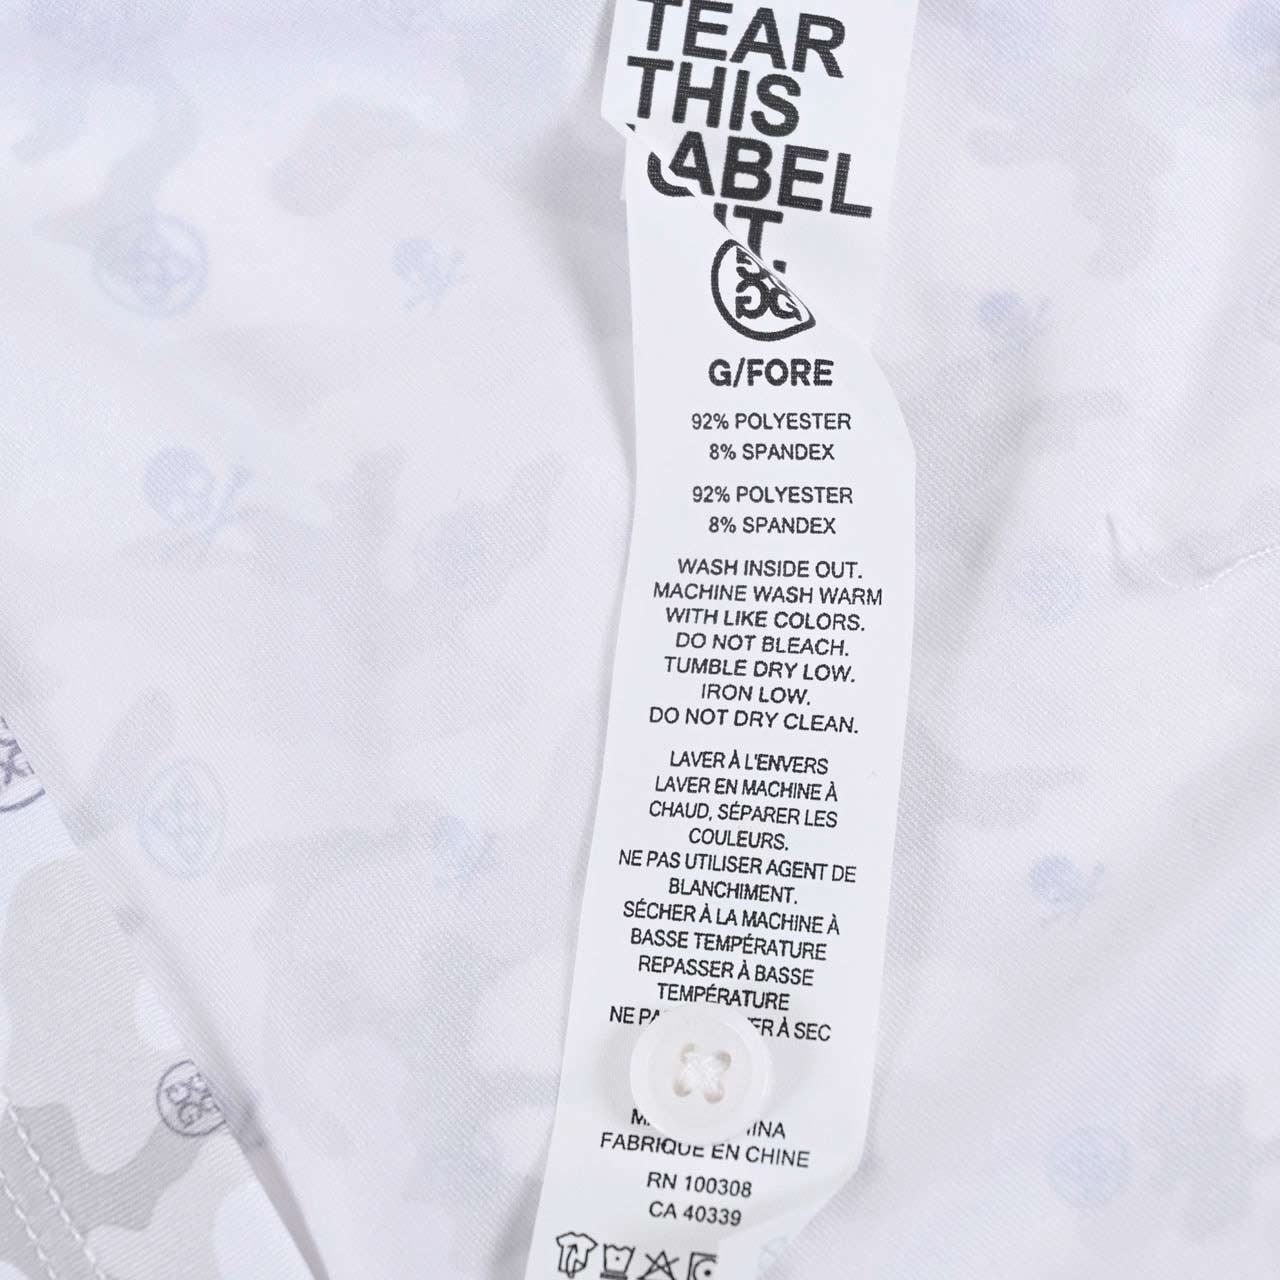 TEAR
THIS
LABEL
G/FORE
92% POLYESTER
8% SPANDEX
92% POLYESTER
8% SPANDEX
WASH INSIDE OUT.
MACHINE WASH WARM
WITH LIKE COLORS.
DO NOT BLEACH.
TUMBLE DRY LOW.
IRON LOW.
DO NOT DRY CLEAN.
LAVER À L'ENVERS
LAVER EN MACHINE À
CHAUD, SÉPARER LES
COULEURS.
NE PAS UTILISER AGENT DE
BLANCHIMENT.
SÉCHER À LA MACHINE À
BASSE TEMPÉRATURE
REPASSER À BASSE
TEMPÉRATURE
NE À SEC
FABRIQUE EN CHINE
RN 100308
CA 40339